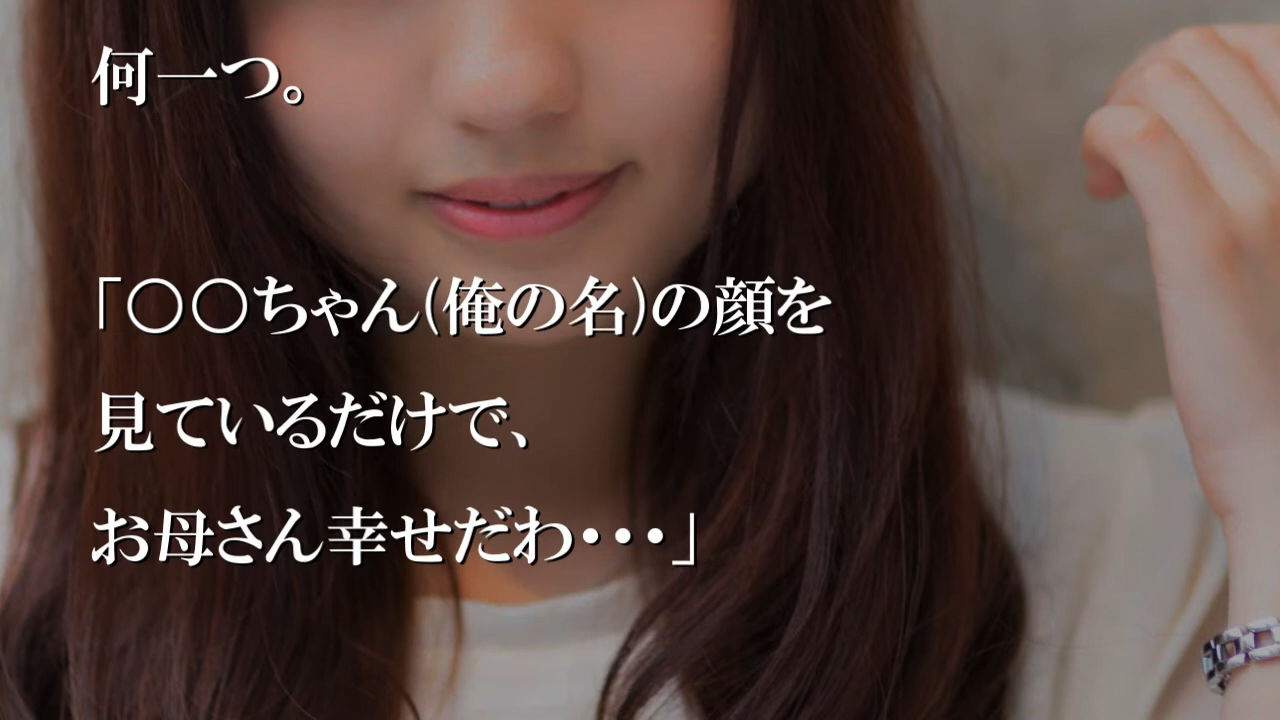 何一つ。
「○○ちゃん(俺の名)の顔を
見ているだけで、
お母さん幸せだわ・・・」